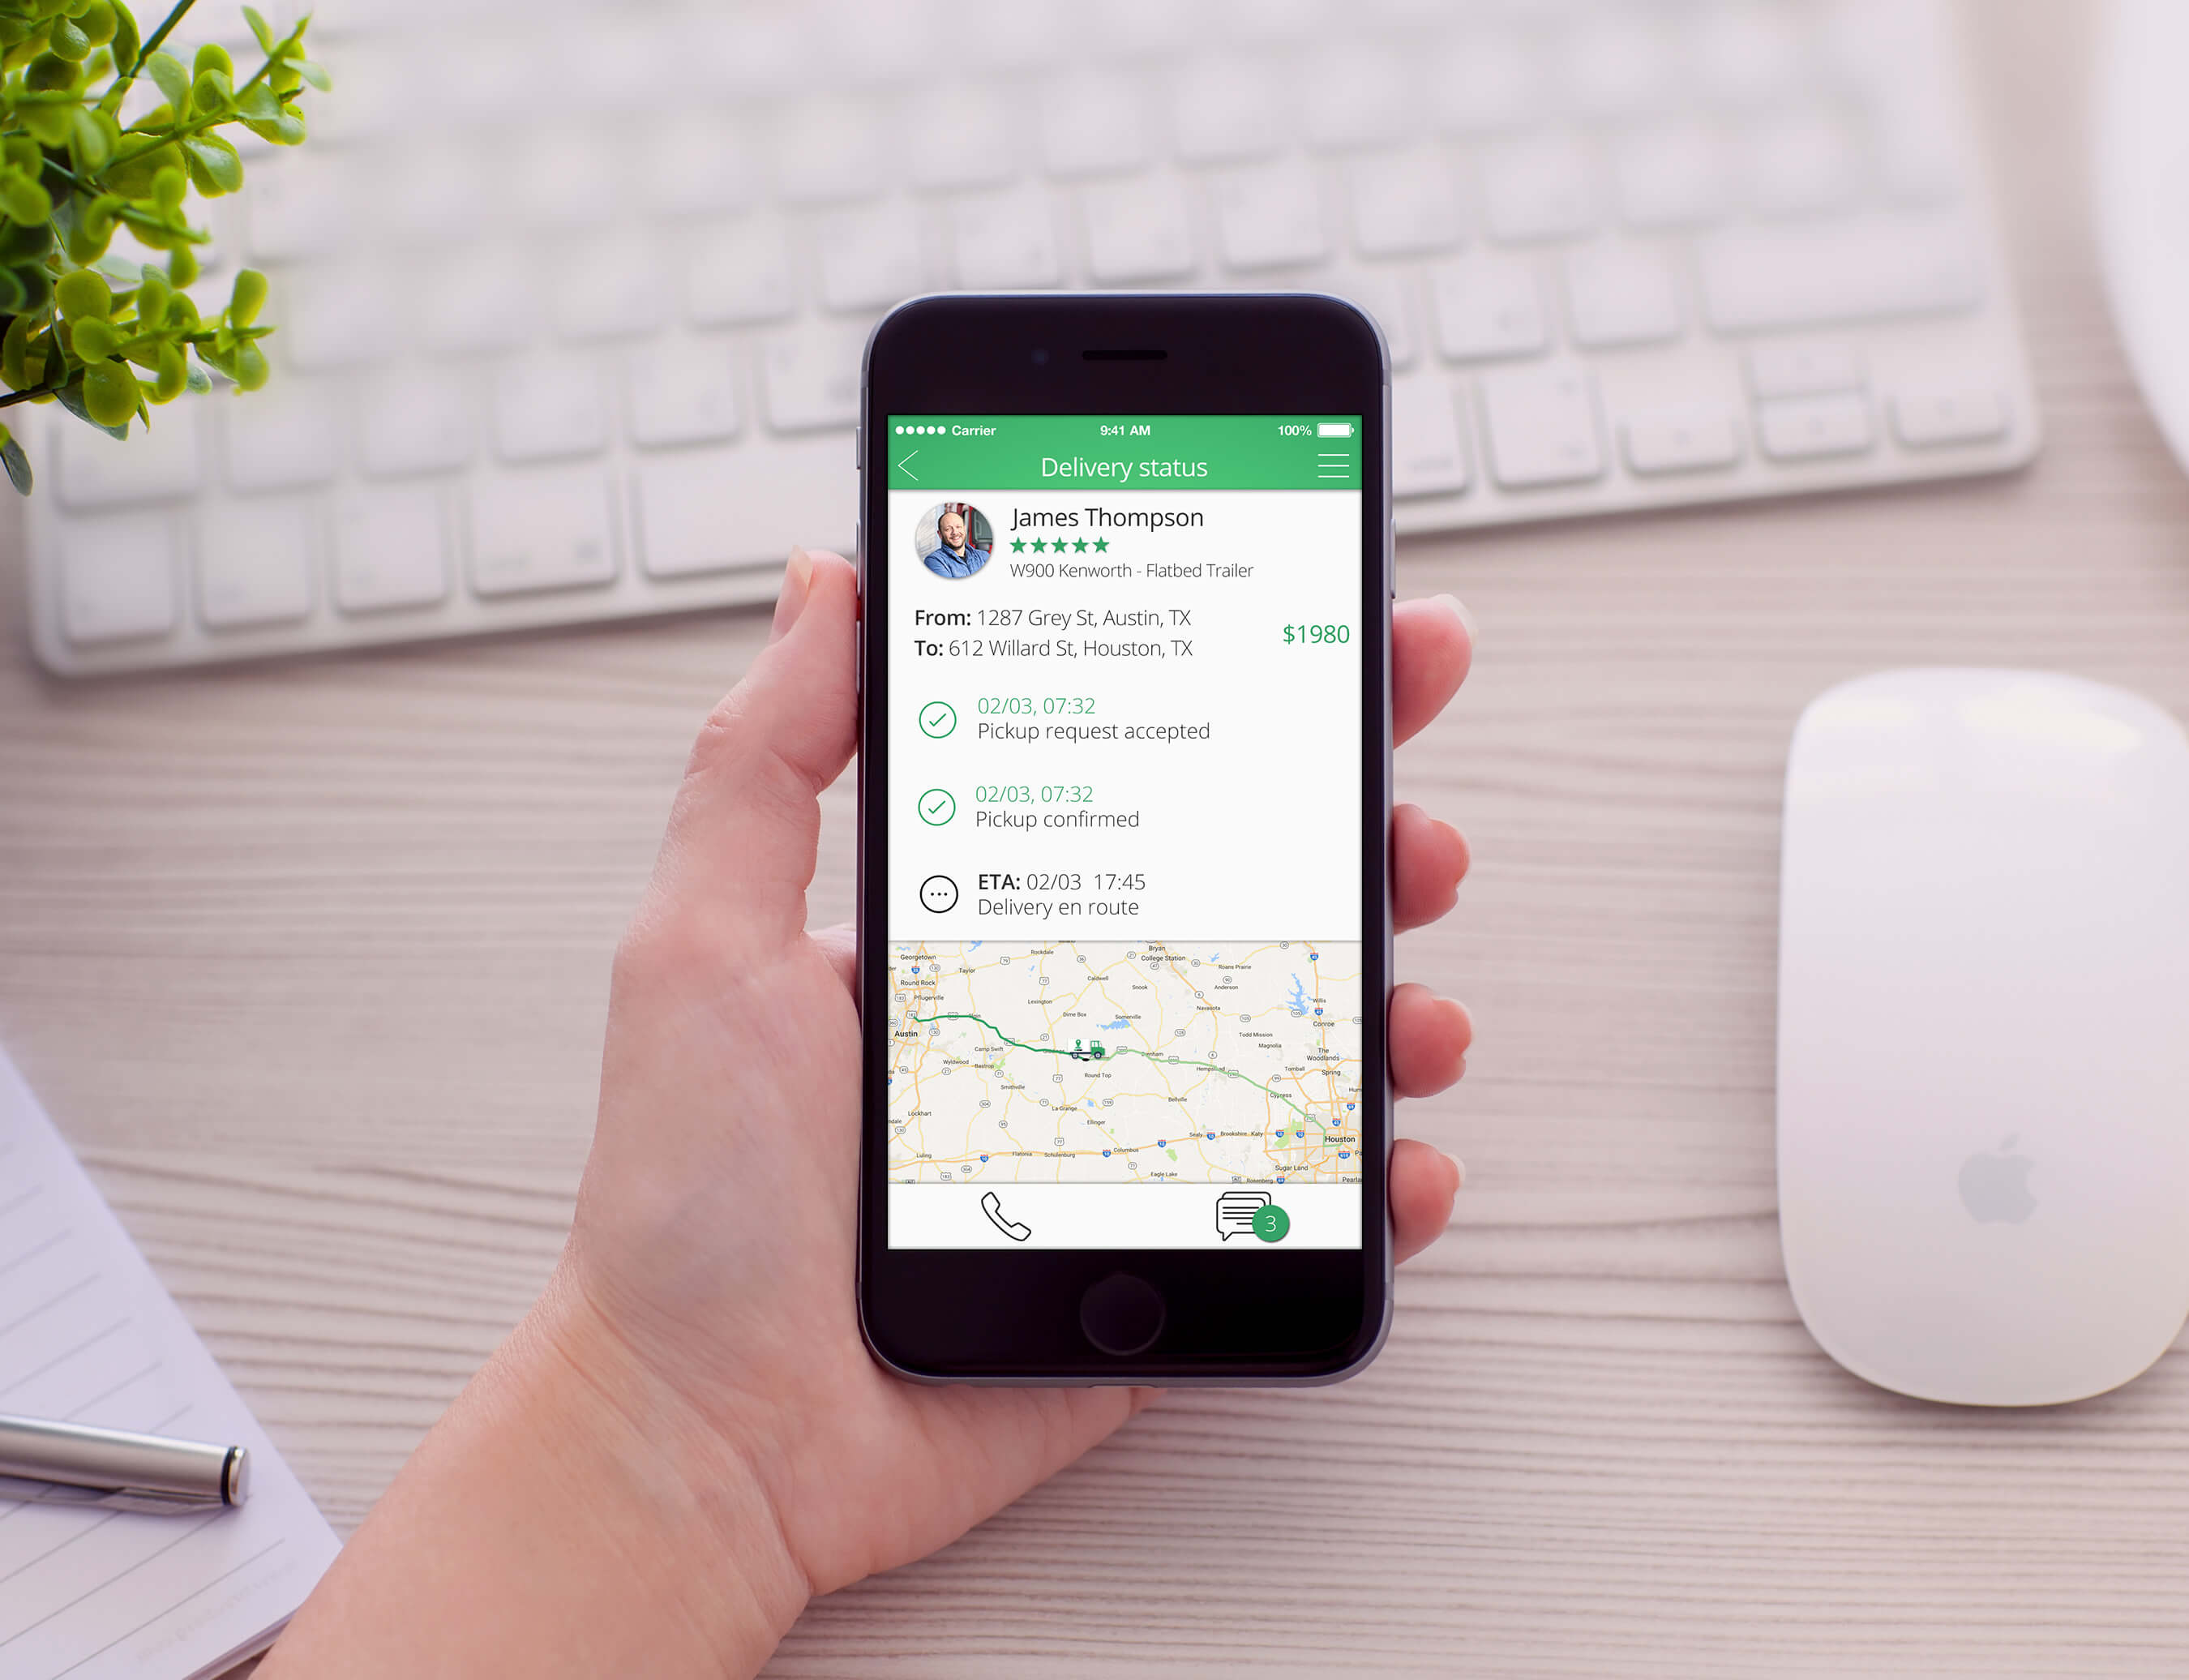 Carrier 9:41 AM 100%
Delivery status
James Thompson
W900 Kenworth - Flatbed Trailer
From: 1287 Grey St, Austin, TX
To: 612 Willard St, Houston, TX
$1980
02/03, 07:32
Pickup request accepted
02/03, 07:32
Pickup confirmed
ETA: 02/03 17:45
Delivery en route
Bryan
Rockdale
Georgetown
College Station
Taylor
Roans Prairie
Caldwell
Round Rock
Snook
Anderson
Pflugerville
Lexington
Willis
Navasota
Dime Box
Somerville
Conroe
Austin
Todd Mission
Magnolia
Camp Swift
The
Woodlands
Wyldwood
Bastrop
Tomball
Spring
Round Top
Smithville
Cypress
Bellville
La Grange
Lockhart
Ellinger
Sealy
Brookshire
Katy
Houston
Luling
Flatonia
Schulenburg
Columbus
Eagle Lake
Sugar Land
Rosenberg
3